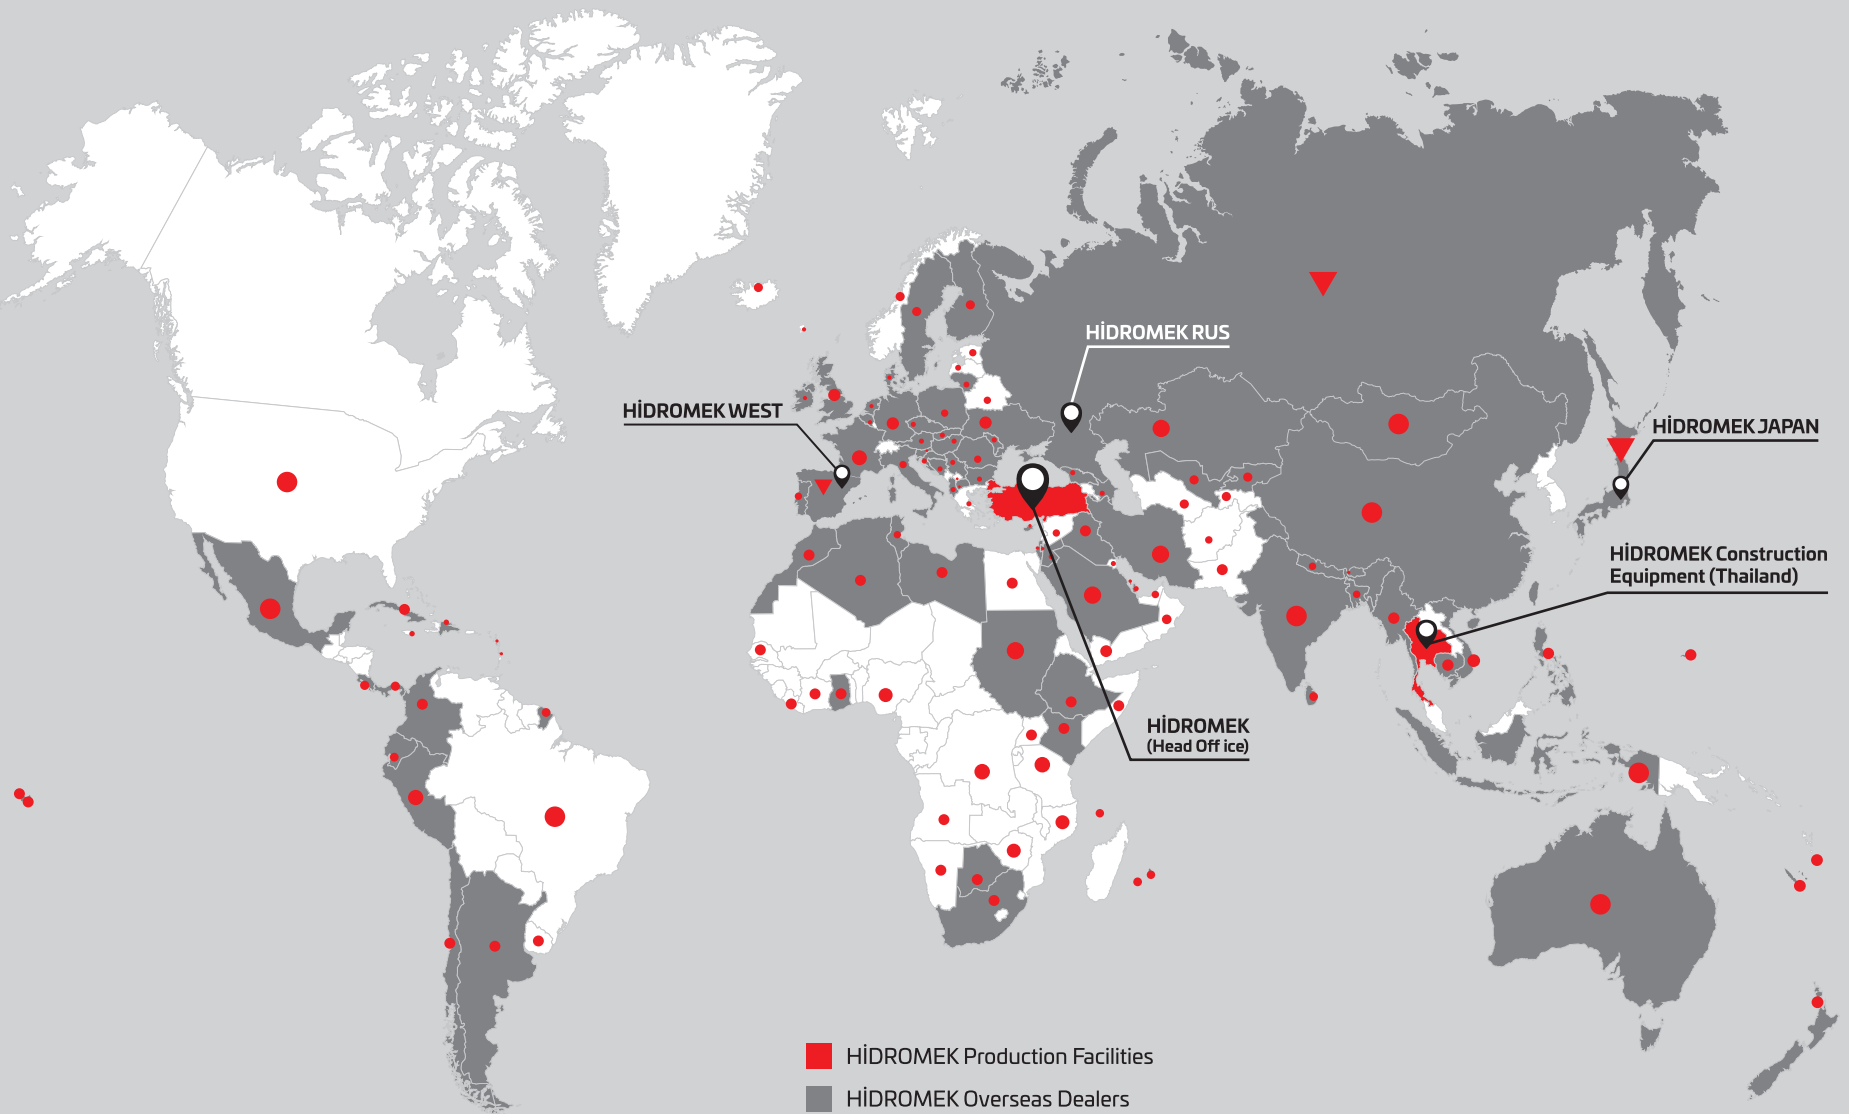 HİDROMEK RUS
HİDROMEK WEST
HİDROMEK JAPAN
HİDROMEK Construction
Equipment (Thailand)
HİDROMEK
(Head Off ice)
HİDROMEK Production Facilities
HİDROMEK Overseas Dealers